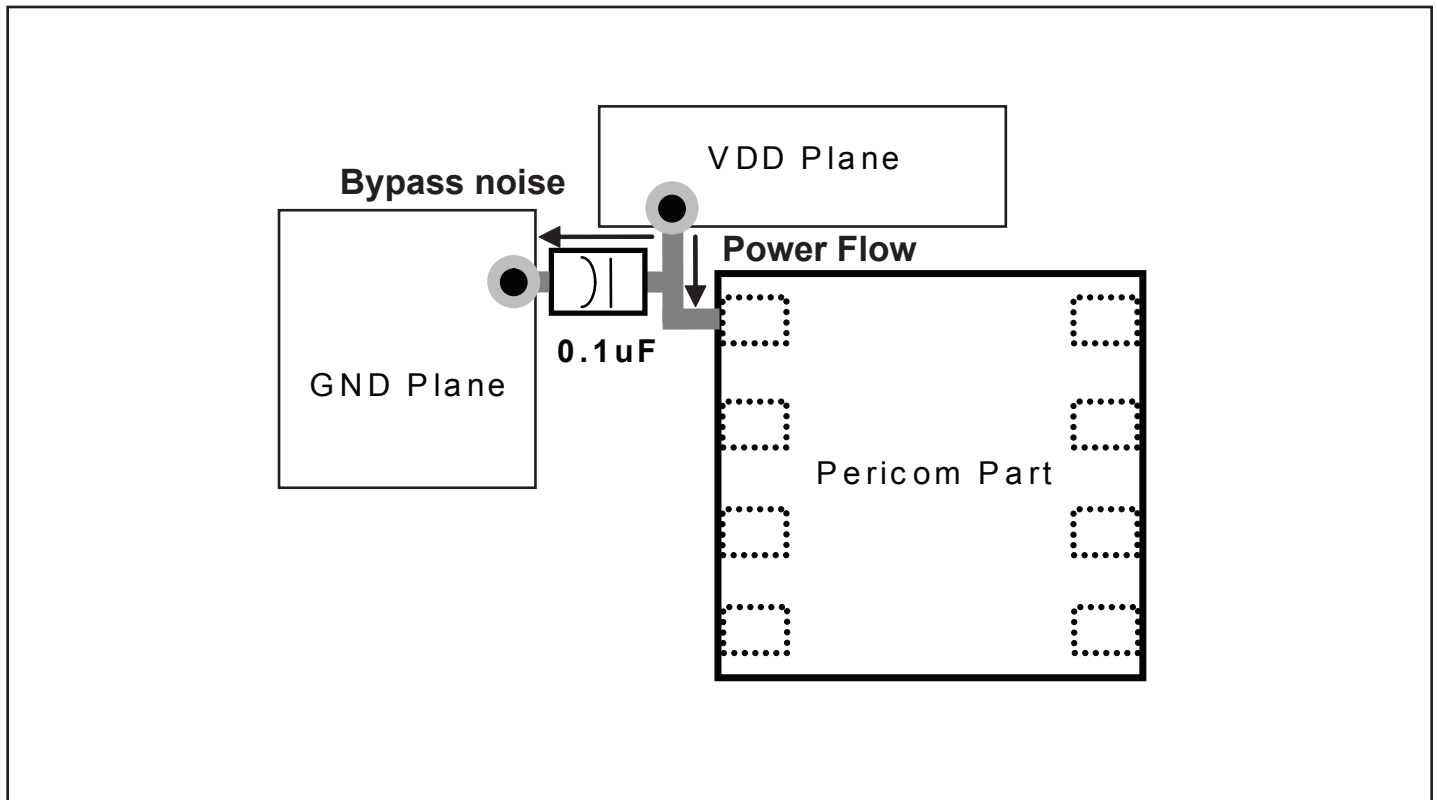 VDD Plane
Bypass noise
Power Flow
0.1uF
GND Plane
Pericom Part